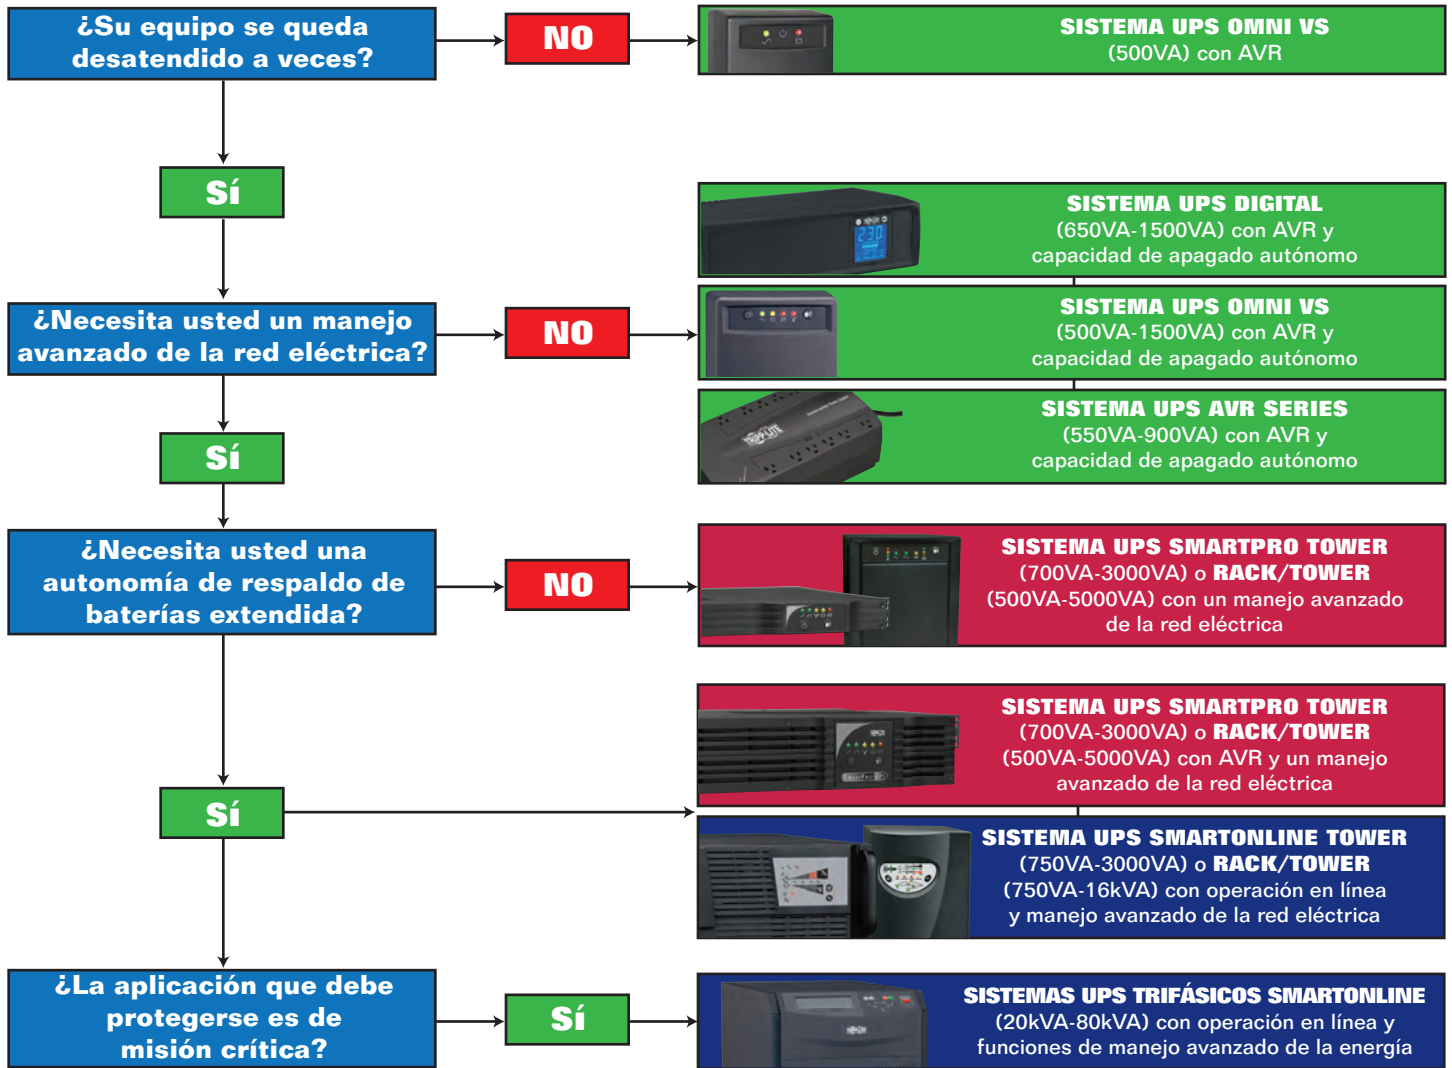 ¿Su equipo se queda
desatendido a veces?
NO
SISTEMA UPS OMNI VS
(500VA) con AVR
Sí
SISTEMA UPS DIGITAL
(650VA-1500VA) con AVR y
capacidad de apagado autónomo
230
¿Necesita usted un manejo
avanzado de la red eléctrica?
NO
SISTEMA UPS OMNI VS
(500VA-1500VA) con AVR y
capacidad de apagado autónomo
Sí
SISTEMA UPS AVR SERIES
(550VA-900VA) con AVR y
capacidad de apagado autónomo
TRIPP·LITE
¿Necesita usted una
autonomía de respaldo de
baterías extendida?
NO
SISTEMA UPS SMARTPRO TOWER
(700VA-3000VA) o RACK/TOWER
(500VA-5000VA) con un manejo avanzado
de la red eléctrica
SISTEMA UPS SMARTPRO TOWER
(700VA-3000VA) o RACK/TOWER
(500VA-5000VA) con AVR y un manejo
avanzado de la red eléctrica
Sí
SISTEMA UPS SMARTONLINE TOWER
(750VA-3000VA) o RACK/TOWER
(750VA-16kVA) con operación en línea
y manejo avanzado de la red eléctrica
¿La aplicación que debe
protegerse es de
misión crítica?
Sí
SISTEMAS UPS TRIFÁSICOS SMARTONLINE
(20kVA-80kVA) con operación en línea y
funciones de manejo avanzado de la energía